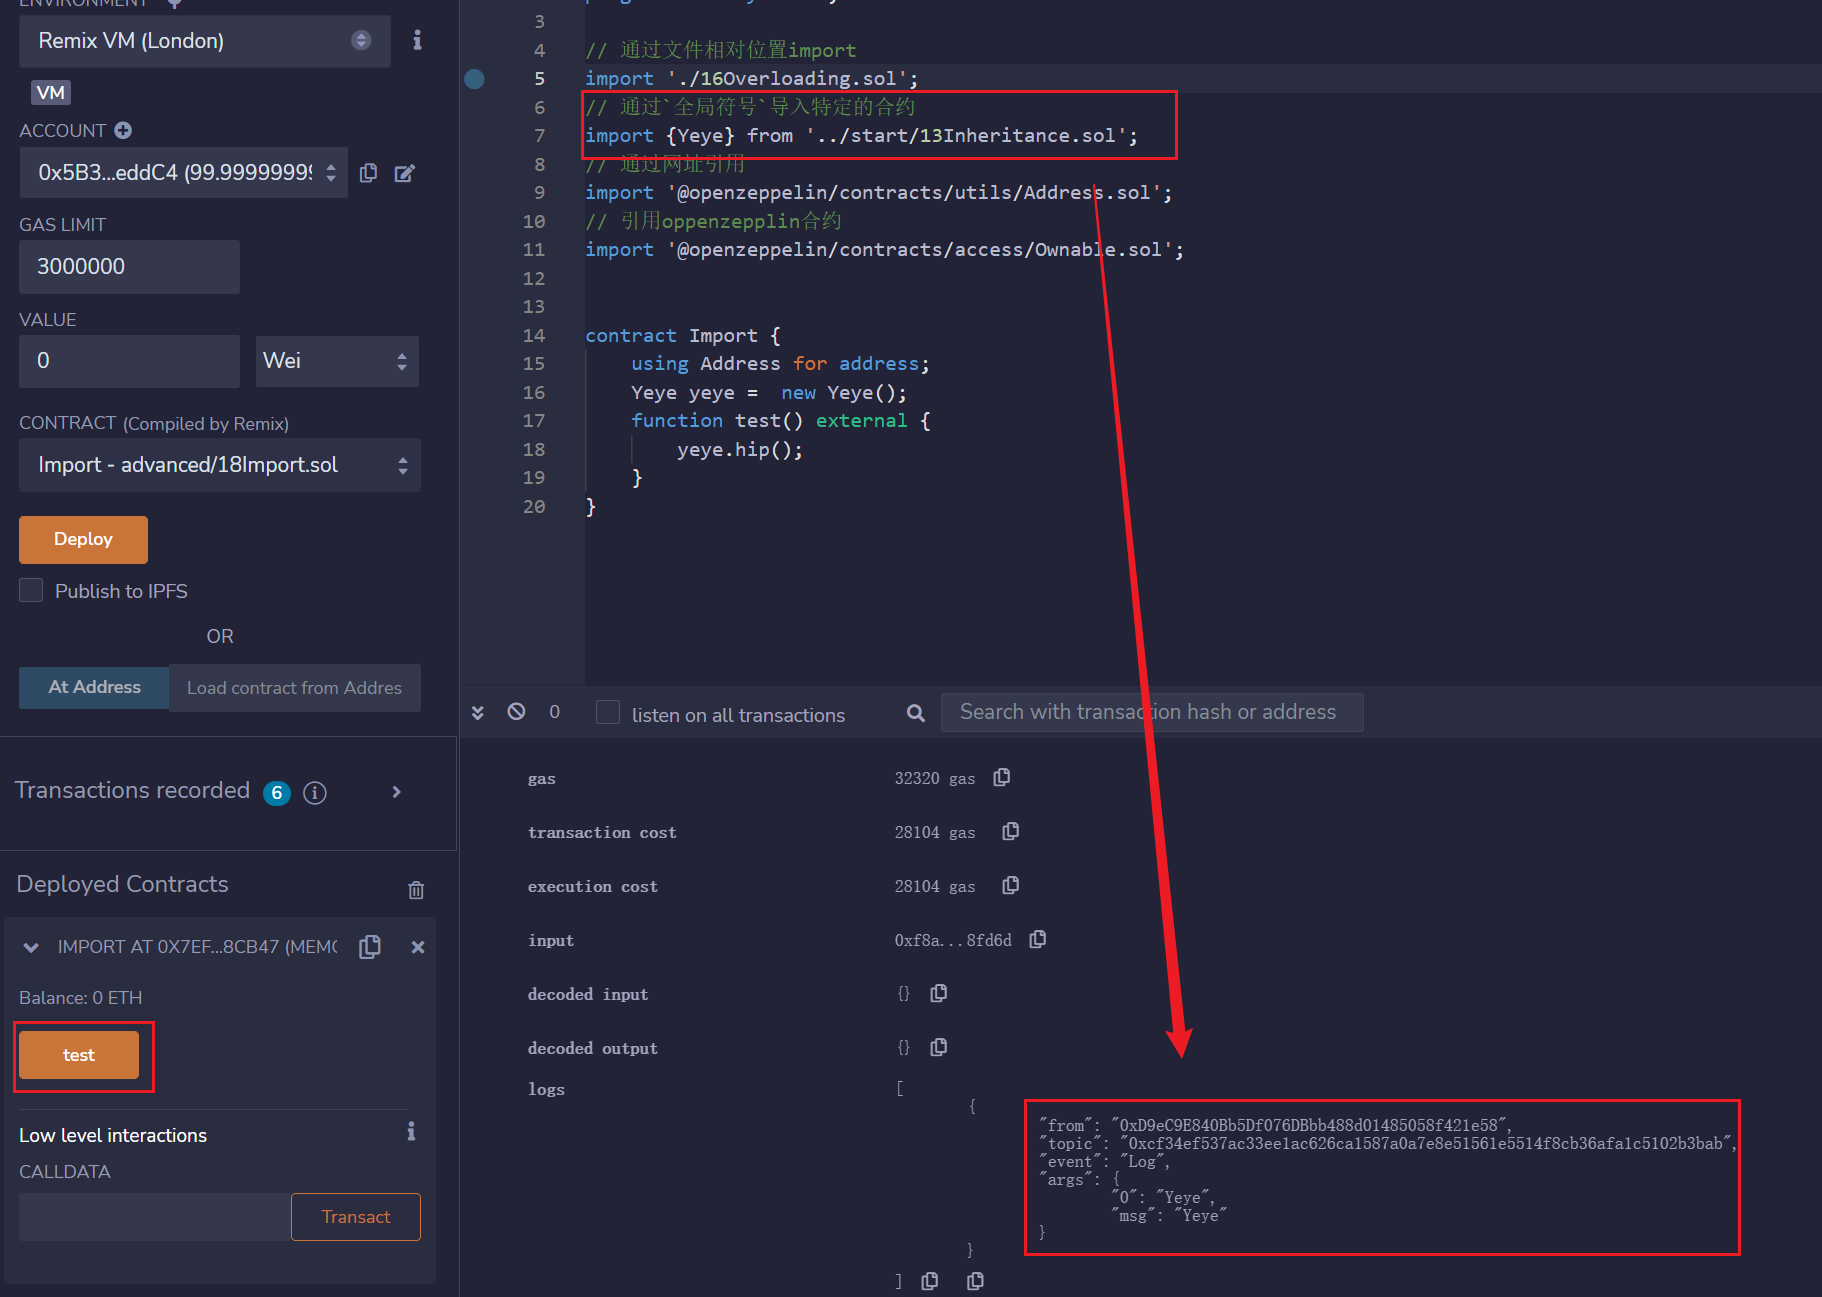 ENVIRONMENT
Remix VM (London)
VM
ACCOUNT
0x5B3...eddC4 (99.99999999
GAS LIMIT
3000000
VALUE
0
Wei
CONTRACT (Compiled by Remix)
Import - advanced/18Import.sol
Deploy
Publish to IPFS
OR
At Address
Load contract from Addres
Transactions recorded 6
Deployed Contracts
IMPORT AT 0X7EF...8CB47 (MEMO
Balance: 0 ETH
test
Low level interactions
CALLDATA
Transact
3
4 // 通过文件相对位置import
5 import './16Overloading.sol';
6 // 通过`全局符号`导入特定的合约
7 import {Yeye} from '../start/13Inheritance.sol';
8 // 通过网址引用
9 import '@openzeppelin/contracts/utils/Address.sol';
10 // 引用oppenzepplin合约
11 import '@openzeppelin/contracts/access/Ownable.sol';
12
13
14 contract Import {
15 using Address for address;
16 Yeye yeye =  new Yeye();
17 function test() external {
18 yeye.hip();
19 }
20 }
0
listen on all transactions
Search with transaction hash or address
gas 32320 gas
transaction cost 28104 gas
execution cost 28104 gas
input 0xf8a...8fd6d
decoded input {}
decoded output {}
logs [
{
"from": "0xD9eC9E840Bb5Df076DBbb488d01485058f421e58",
"topic": "0xcf34ef537ac33ee1ac626ca1587a0a7e8e51561e5514f8cb36afa1c5102b3bab",
"event": "Log",
"args": {
"0": "Yeye",
"msg": "Yeye"
}
}
]